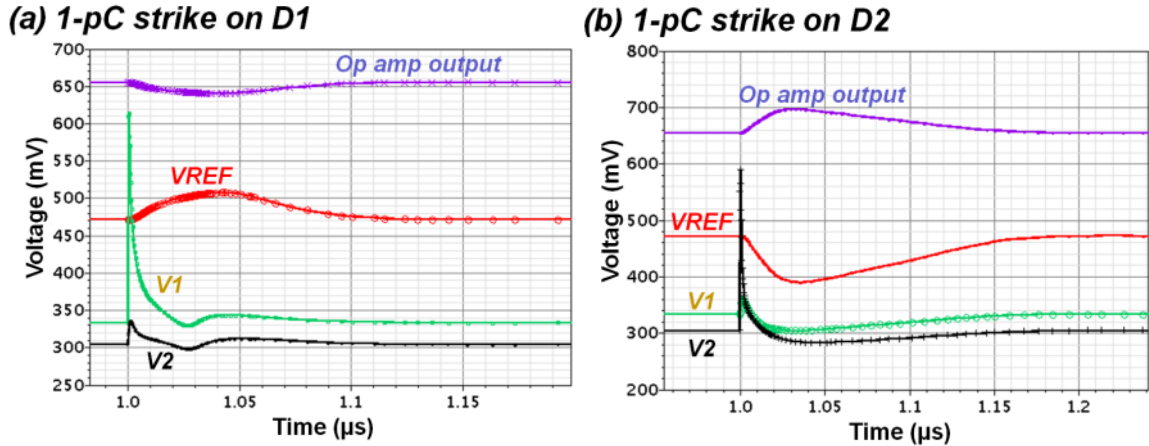 (a) 1-pC strike on D1
700
650
600
550
500
450
400
350
300
250
Voltage (mV)
Op amp output
VREF
V1
V2
1.0
1.05
1.1
1.15
Time (µs)
(b) 1-pC strike on D2
800
700
600
500
400
300
200
Voltage (mV)
Op amp output
VREF
V1
V2
1.0
1.05
1.1
1.15
1.2
Time (µs)